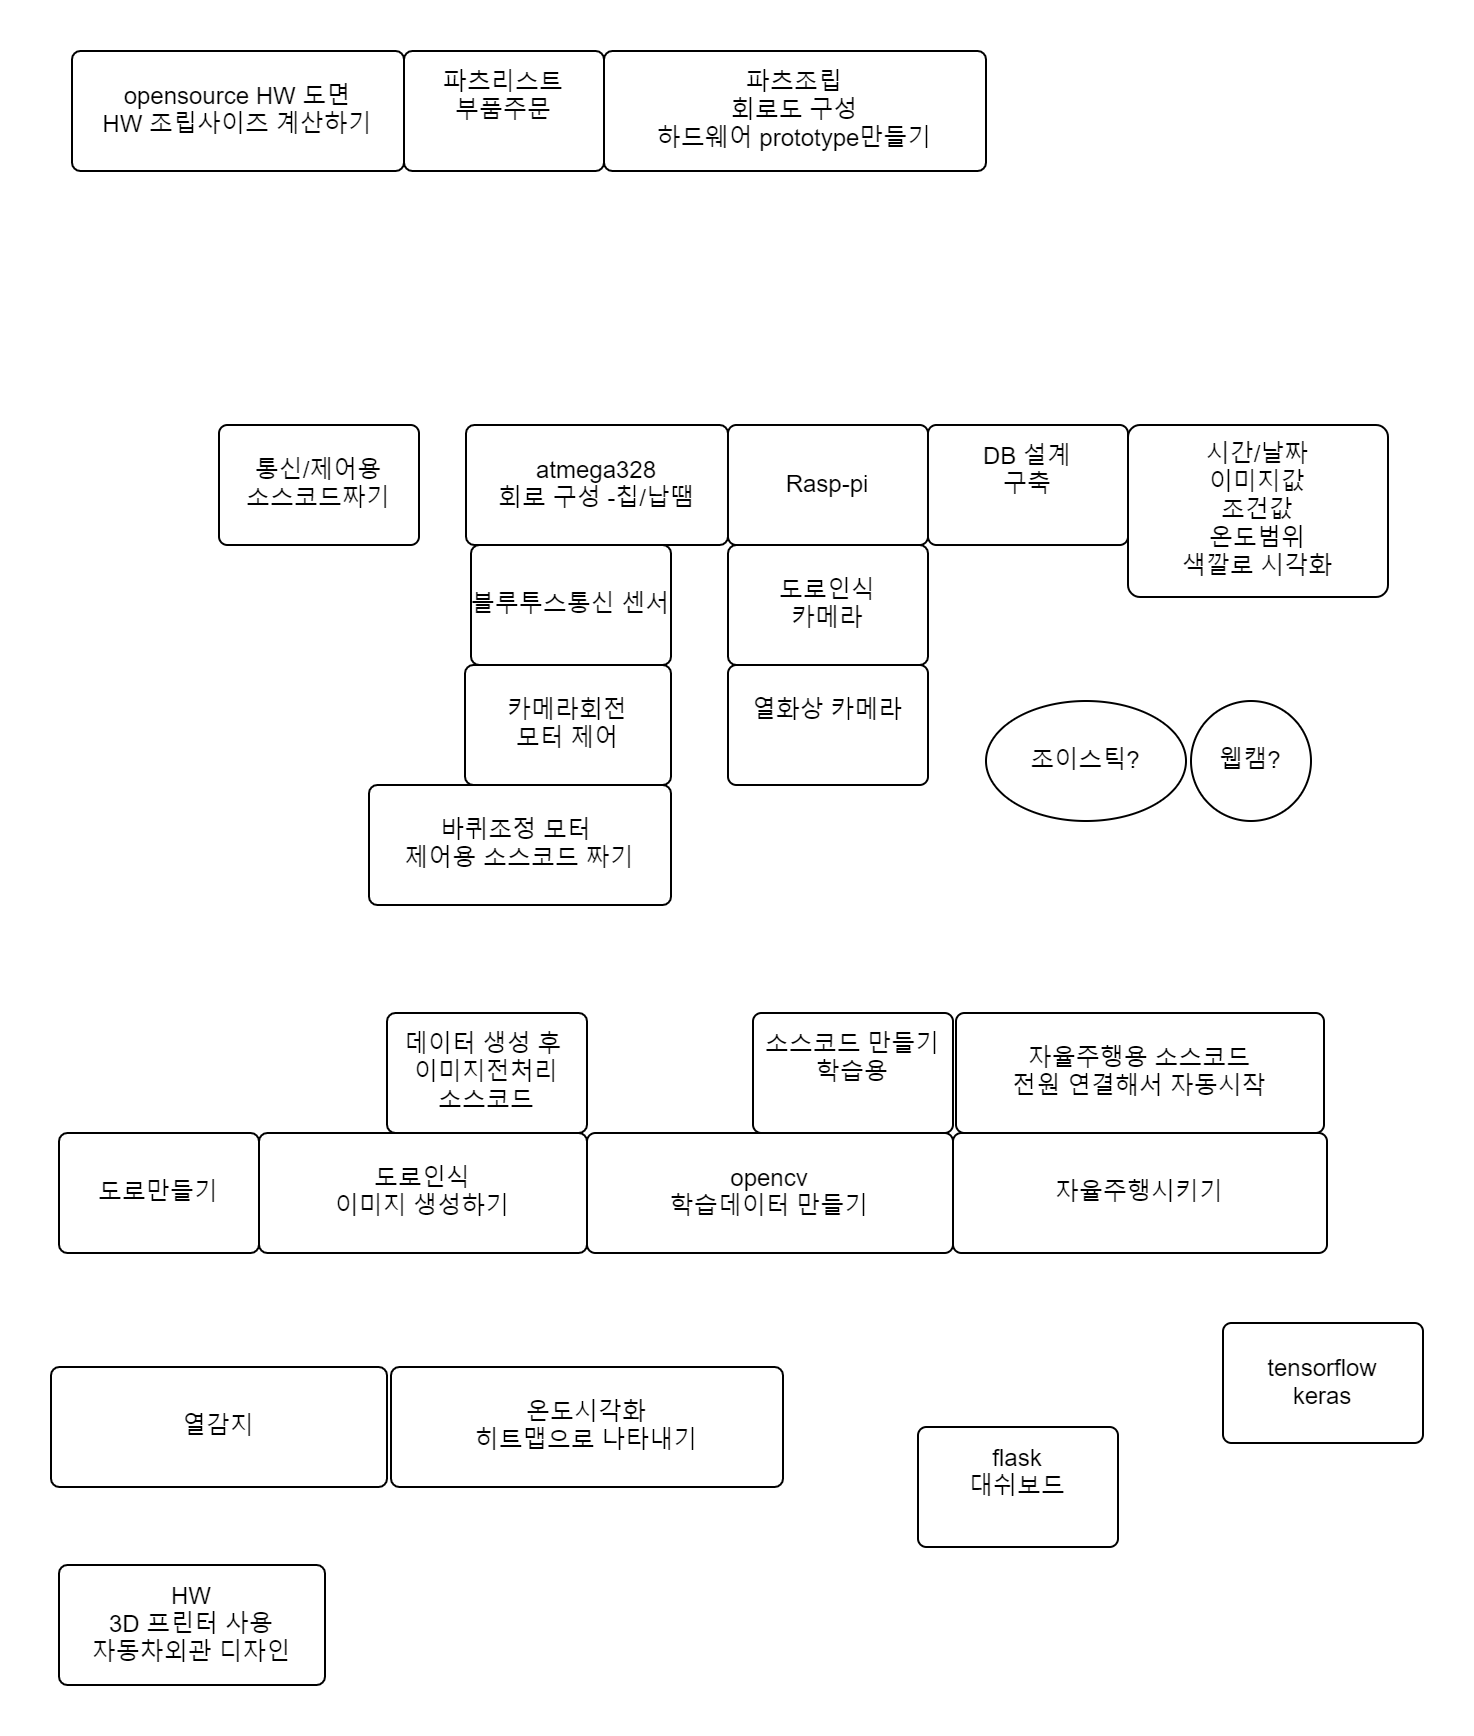 opensource HW 도면
HW 조립사이즈 계산하기
파츠리스트
부품주문
파츠조립
회로도 구성
하드웨어 prototype만들기
통신/제어용
소스코드짜기
atmega328
회로 구성 -칩/납땜
Rasp-pi
DB 설계
구축
시간/날짜
이미지값
조건값
온도범위
색깔로 시각화
블루투스통신 센서
도로인식
카메라
카메라회전
모터 제어
열화상 카메라
조이스틱?
웹캠?
바퀴조정 모터
제어용 소스코드 짜기
데이터 생성 후
이미지전처리
소스코드
소스코드 만들기
학습용
자율주행용 소스코드
전원 연결해서 자동시작
도로만들기
도로인식
이미지 생성하기
opencv
학습데이터 만들기
자율주행시키기
열감지
온도시각화
히트맵으로 나타내기
tensorflow
keras
flask
대쉬보드
HW
3D 프린터 사용
자동차외관 디자인